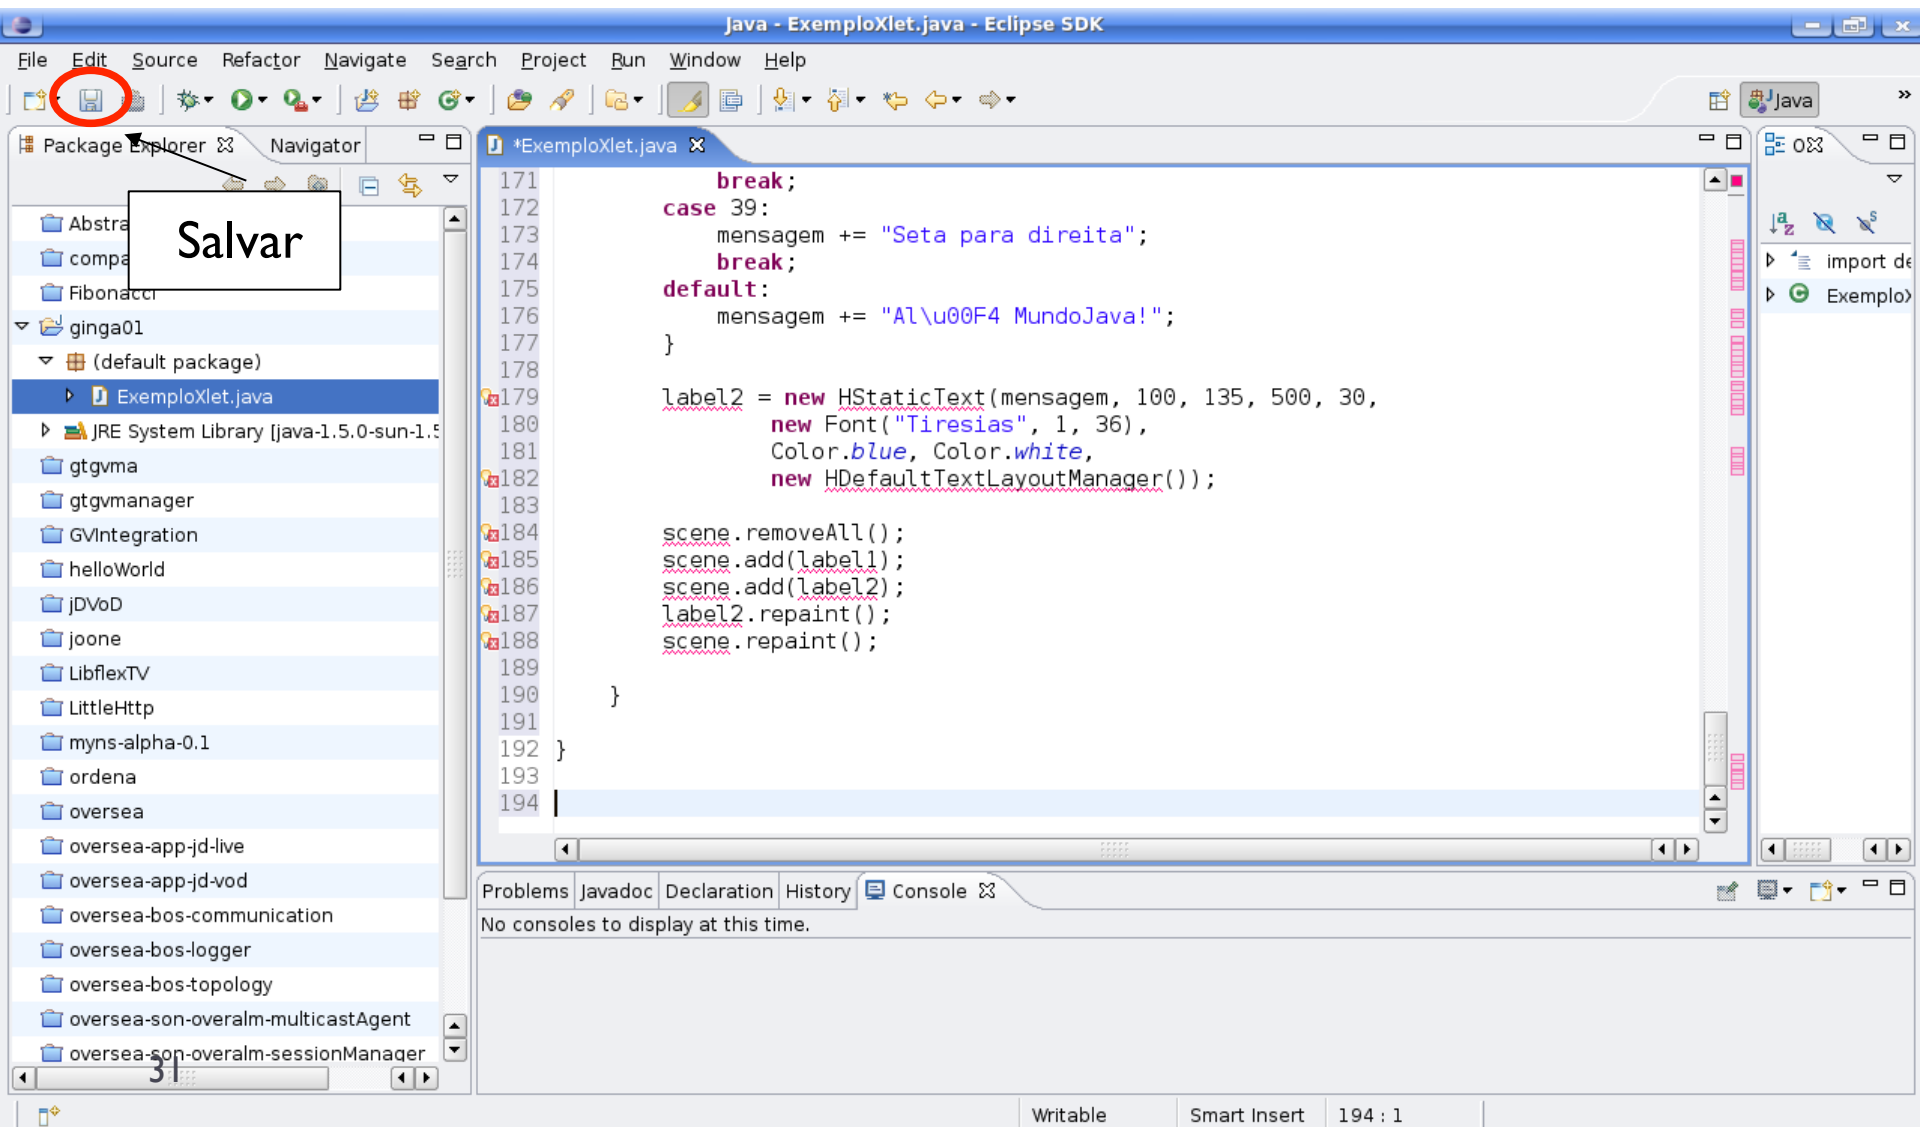 Java - ExemploXlet.java - Eclipse SDK
File Edit Source Refactor Navigate Search Project Run Window Help
Java »
Package Explorer Navigator
*ExemploXlet.java
Salvar
Abstra
compa
Fibonacci
ginga01
(default package)
ExemploXlet.java
JRE System Library [java-1.5.0-sun-1.5
gtgvma
gtgvmanager
GVIntegration
helloWorld
jDVoD
joone
LibflexTV
LittleHttp
myns-alpha-0.1
ordena
oversea
oversea-app-jd-live
oversea-app-jd-vod
oversea-bos-communication
oversea-bos-logger
oversea-bos-topology
oversea-son-overalm-multicastAgent
oversea-son-overalm-sessionManager
31
171 break;
172 case 39:
173 mensagem += "Seta para direita";
174 break;
175 default:
176 mensagem += "Al\u00F4 MundoJava!";
177 }
178
179 label2 = new HStaticText(mensagem, 100, 135, 500, 30,
180 new Font("Tiresias", 1, 36),
181 Color.blue, Color.white,
182 new HDefaultTextLayoutManager());
183
184 scene.removeAll();
185 scene.add(label1);
186 scene.add(label2);
187 label2.repaint();
188 scene.repaint();
189
190 }
191
192 }
193
194
O
import de
Exemplo
Problems Javadoc Declaration History Console
No consoles to display at this time.
Writable Smart Insert 194 : 1